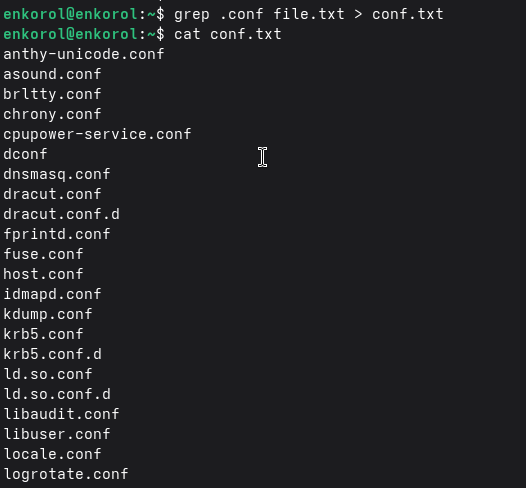 enkorol@enkorol:~$ grep .conf file.txt > conf.txt
enkorol@enkorol:~$ cat conf.txt
anthy-unicode.conf
asound.conf
brltty.conf
chrony.conf
cpupower-service.conf
dconf
dnsmasq.conf
dracut.conf
dracut.conf.d
fprintd.conf
fuse.conf
host.conf
idmapd.conf
kdump.conf
krb5.conf
krb5.conf.d
ld.so.conf
ld.so.conf.d
libaudit.conf
libuser.conf
locale.conf
logrotate.conf